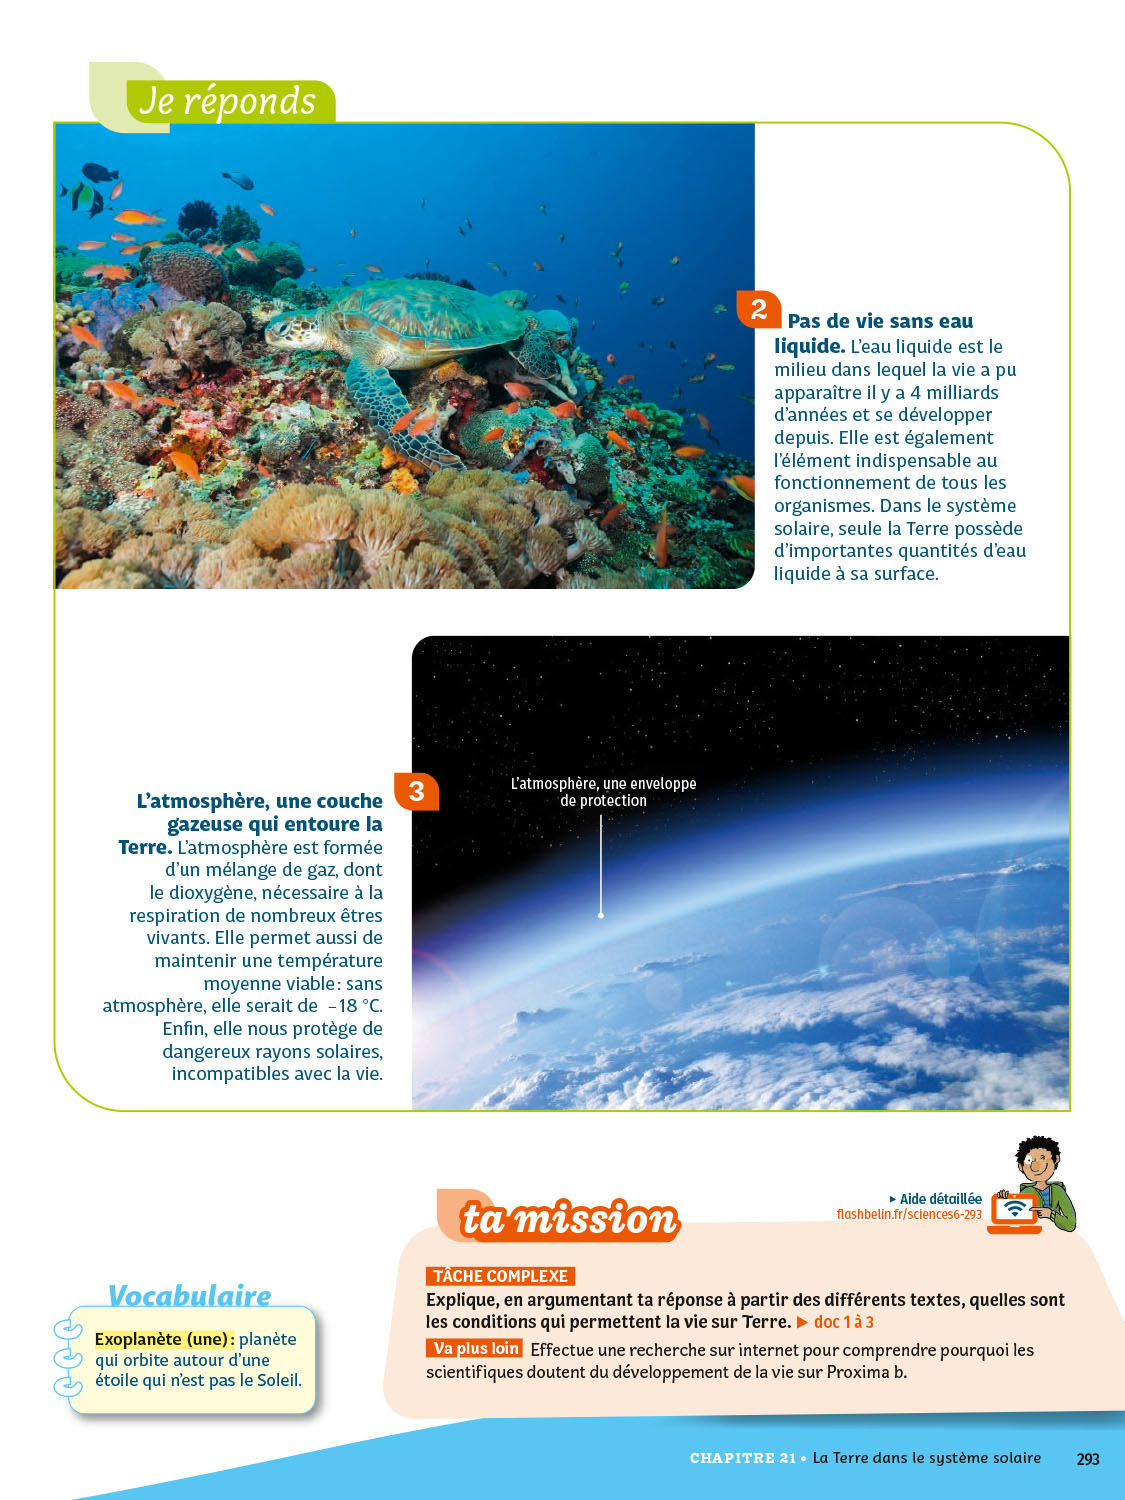 Je réponds
2
Pas de vie sans eau
liquide. L'eau liquide est le
milieu dans lequel la vie a pu
apparaître il y a 4 milliards
d'années et se développer
depuis. Elle est également
l'élément indispensable au
fonctionnement de tous les
organismes. Dans le système
solaire, seule la Terre possède
d'importantes quantités d'eau
liquide à sa surface.
3
L'atmosphère, une couche
gazeuse qui entoure la
Terre. L'atmosphère est formée
d'un mélange de gaz, dont
le dioxygène, nécessaire à la
respiration de nombreux êtres
vivants. Elle permet aussi de
maintenir une température
moyenne viable : sans
atmosphère, elle serait de –18 °C.
Enfin, elle nous protège de
dangereux rayons solaires,
incompatibles avec la vie.
L'atmosphère, une enveloppe
de protection
ta mission
▸ Aide détaillée
flashbelin.fr/sciences6-293
TÂCHE COMPLEXE
Explique, en argumentant ta réponse à partir des différents textes, quelles sont
les conditions qui permettent la vie sur Terre. ▶ doc 1 à 3
Va plus loin Effectue une recherche sur internet pour comprendre pourquoi les
scientifiques doutent du développement de la vie sur Proxima b.
Vocabulaire
Exoplanète (une) : planète
qui orbite autour d'une
étoile qui n'est pas le Soleil.
CHAPITRE 21 • La Terre dans le système solaire 293